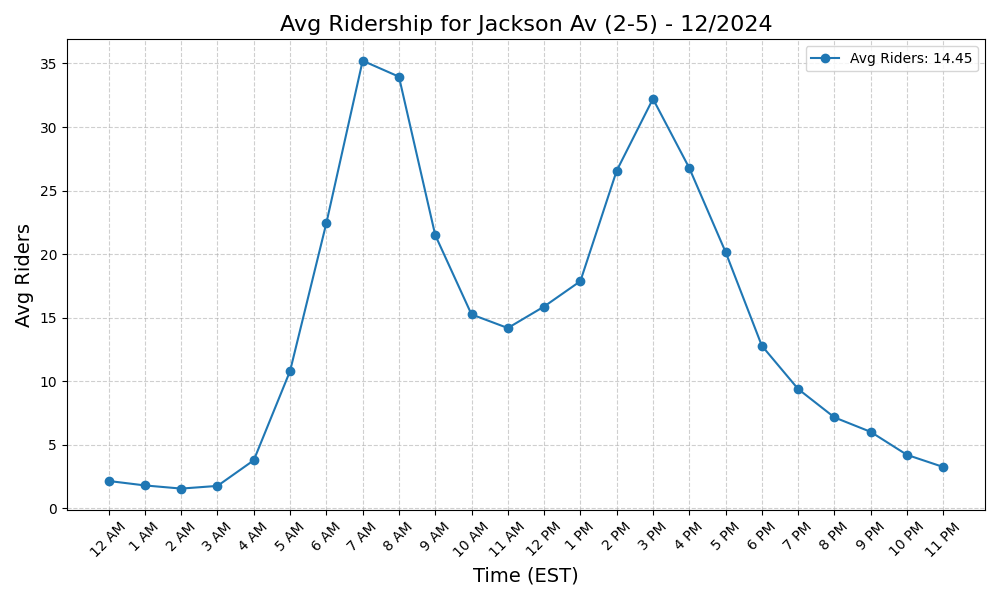 Avg Ridership for Jackson Av (2-5) - 12/2024
Avg Riders: 14.45
Avg Riders
35
30
25
20
15
10
5
0
12 AM
1 AM
2 AM
3 AM
4 AM
5 AM
6 AM
7 AM
8 AM
9 AM
10 AM
11 AM
12 PM
1 PM
2 PM
3 PM
4 PM
5 PM
6 PM
7 PM
8 PM
9 PM
10 PM
11 PM
Time (EST)